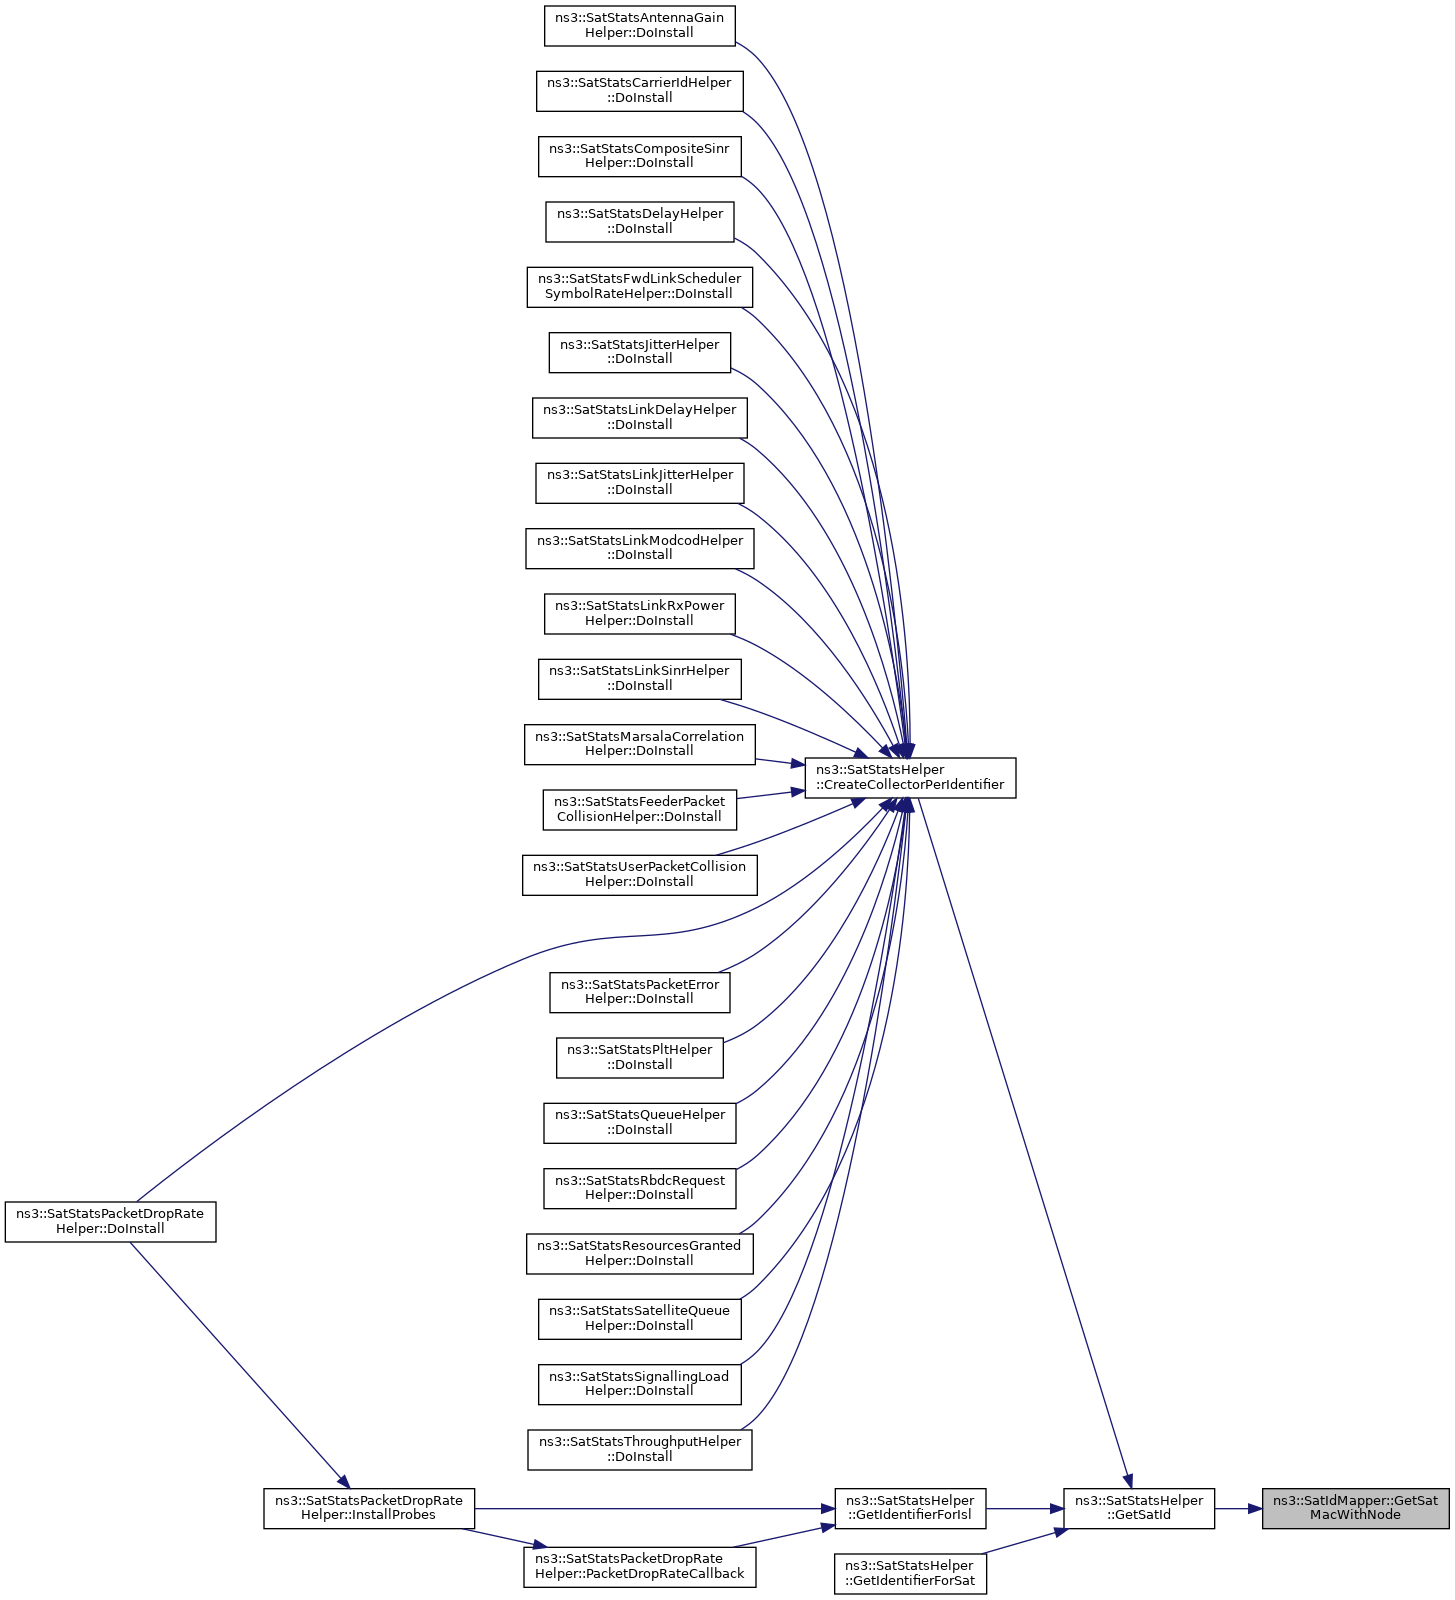 ns3::SatStatsAntennaGain
Helper::DoInstall
ns3::SatStatsCarrierIdHelper
::DoInstall
ns3::SatStatsCompositeSinr
Helper::DoInstall
ns3::SatStatsDelayHelper
::DoInstall
ns3::SatStatsFwdLinkScheduler
SymbolRateHelper::DoInstall
ns3::SatStatsJitterHelper
::DoInstall
ns3::SatStatsLinkDelayHelper
::DoInstall
ns3::SatStatsLinkJitterHelper
::DoInstall
ns3::SatStatsLinkModcodHelper
::DoInstall
ns3::SatStatsLinkRxPower
Helper::DoInstall
ns3::SatStatsLinkSinrHelper
::DoInstall
ns3::SatStatsMarsalaCorrelation
Helper::DoInstall
ns3::SatStatsHelper
::CreateCollectorPerIdentifier
ns3::SatStatsFeederPacket
CollisionHelper::DoInstall
ns3::SatStatsUserPacketCollision
Helper::DoInstall
ns3::SatStatsPacketError
Helper::DoInstall
ns3::SatStatsPltHelper
::DoInstall
ns3::SatStatsQueueHelper
::DoInstall
ns3::SatStatsRbdcRequest
Helper::DoInstall
ns3::SatStatsPacketDropRate
Helper::DoInstall
ns3::SatStatsResourcesGranted
Helper::DoInstall
ns3::SatStatsSatelliteQueue
Helper::DoInstall
ns3::SatStatsSignallingLoad
Helper::DoInstall
ns3::SatStatsThroughputHelper
::DoInstall
ns3::SatStatsPacketDropRate
Helper::InstallProbes
ns3::SatStatsHelper
::GetIdentifierForIsl
ns3::SatStatsHelper
::GetSatId
ns3::SatIdMapper::GetSat
MacWithNode
ns3::SatStatsPacketDropRate
Helper::PacketDropRateCallback
ns3::SatStatsHelper
::GetIdentifierForSat